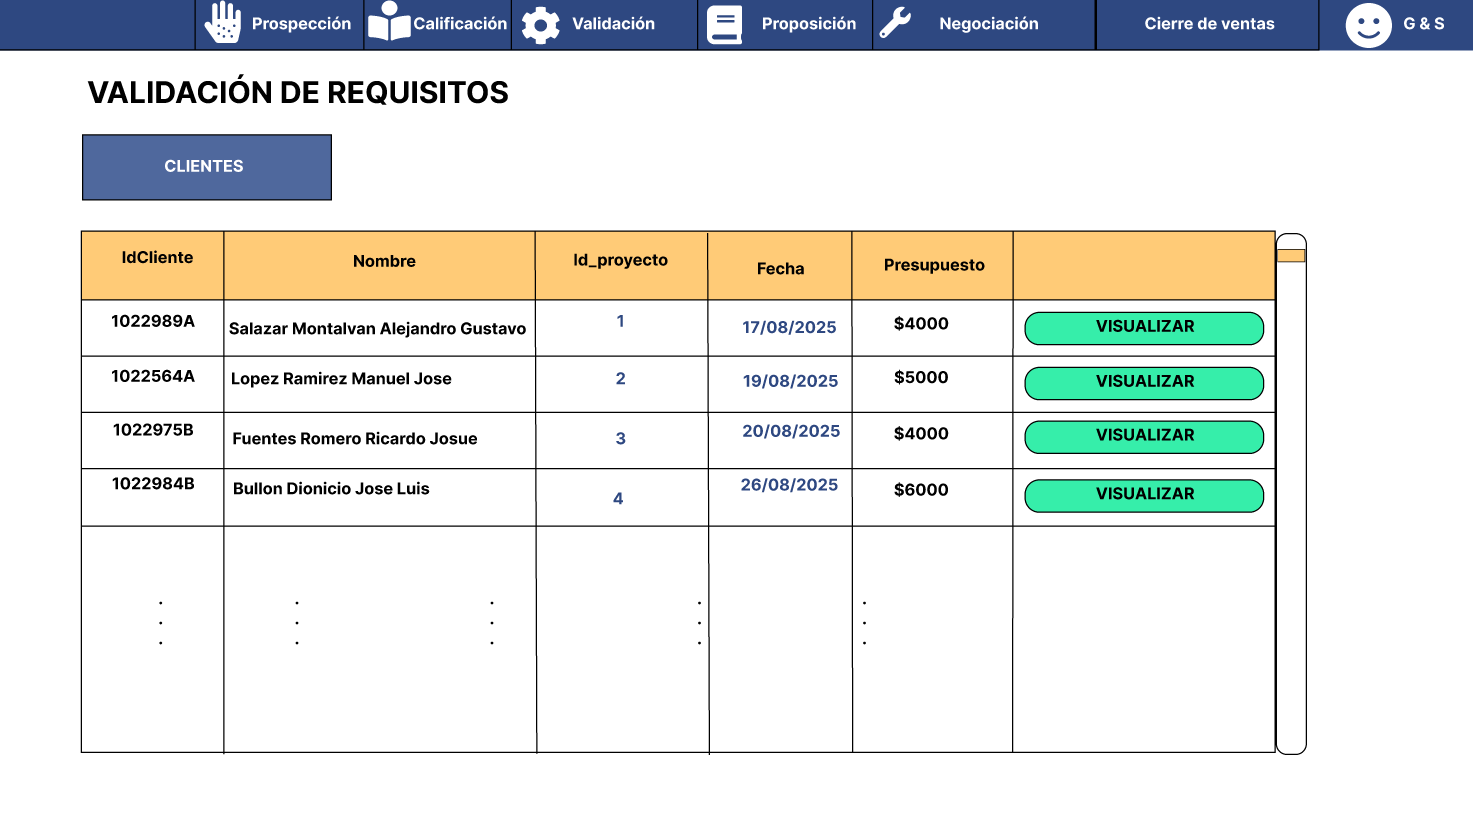 Prospección Calificación Validación Proposición Negociación Cierre de ventas G & S
VALIDACIÓN DE REQUISITOS
CLIENTES
IdCliente Nombre Id_proyecto Fecha Presupuesto
1022989A Salazar Montalvan Alejandro Gustavo 1 17/08/2025 $4000 VISUALIZAR
1022564A Lopez Ramirez Manuel Jose 2 19/08/2025 $5000 VISUALIZAR
1022975B Fuentes Romero Ricardo Josue 3 20/08/2025 $4000 VISUALIZAR
1022984B Bullon Dionicio Jose Luis 4 26/08/2025 $6000 VISUALIZAR
. . . . .
. . . . .
. . . . .